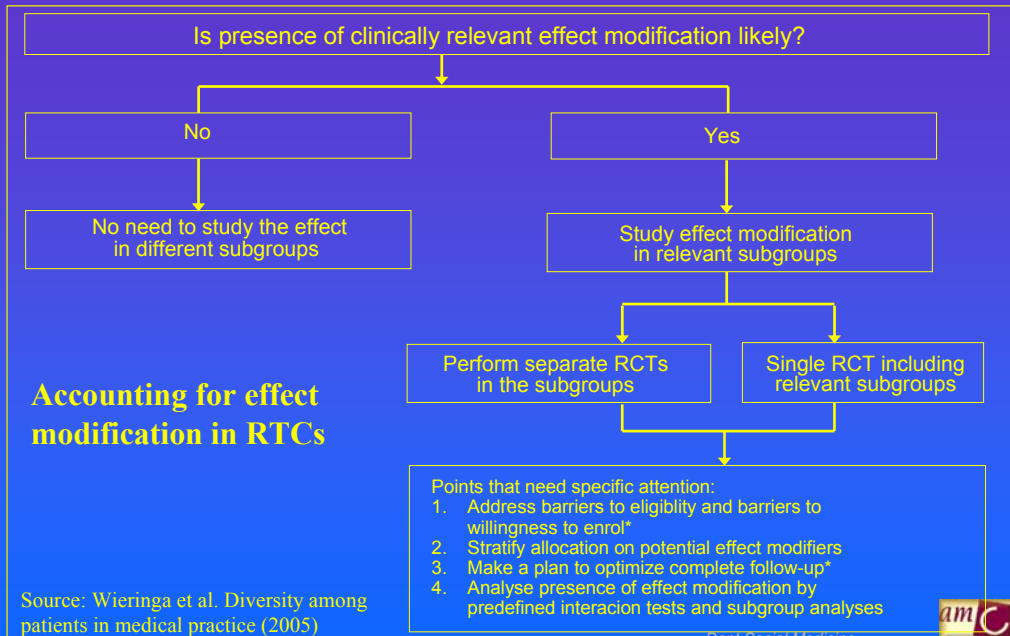 Is presence of clinically relevant effect modification likely?
No
Yes
No need to study the effect
in different subgroups
Study effect modification
in relevant subgroups
Perform separate RCTs
in the subgroups
Single RCT including
relevant subgroups
Accounting for effect
modification in RTCs
Points that need specific attention:
1. Address barriers to eligiblity and barriers to
willingness to enrol*
2. Stratify allocation on potential effect modifiers
3. Make a plan to optimize complete follow-up*
4. Analyse presence of effect modification by
predefined interacion tests and subgroup analyses
Source: Wieringa et al. Diversity among
patients in medical practice (2005)
Social Medicine
am